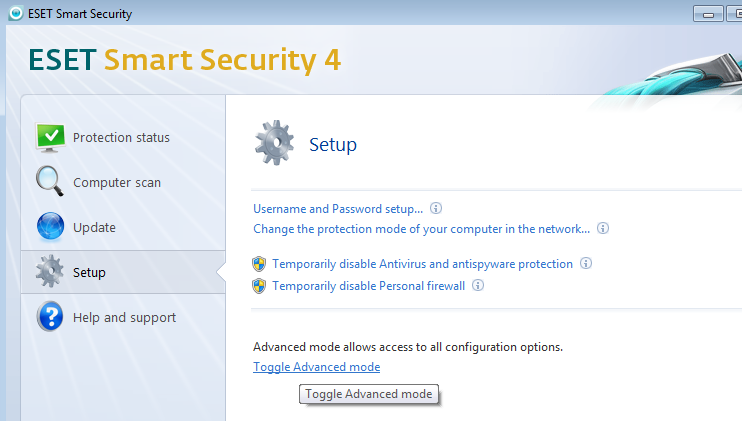 ESET Smart Security
ESET Smart Security 4
Protection status
Computer scan
Update
Setup
Help and support
Setup
Username and Password setup...
Change the protection mode of your computer in the network...
Temporarily disable Antivirus and antispyware protection
Temporarily disable Personal firewall
Advanced mode allows access to all configuration options.
Toggle Advanced mode
Toggle Advanced mode